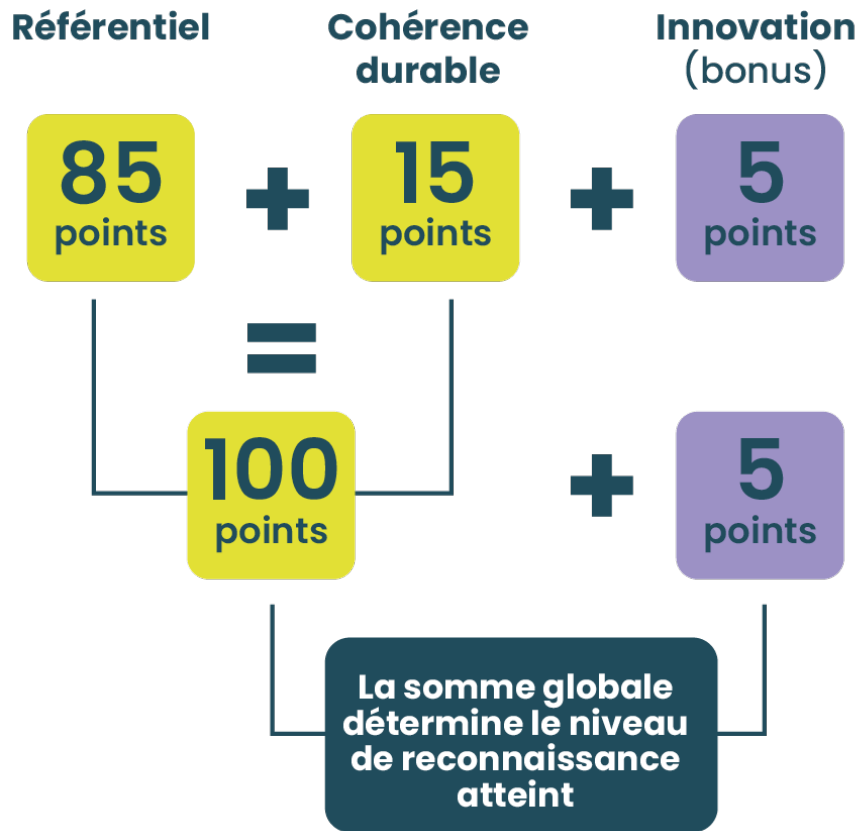 Référentiel
Cohérence
durable
Innovation
(bonus)
85
points
+
15
points
+
5
points
=
100
points
+
5
points
La somme globale
détermine le niveau
de reconnaissance
atteint